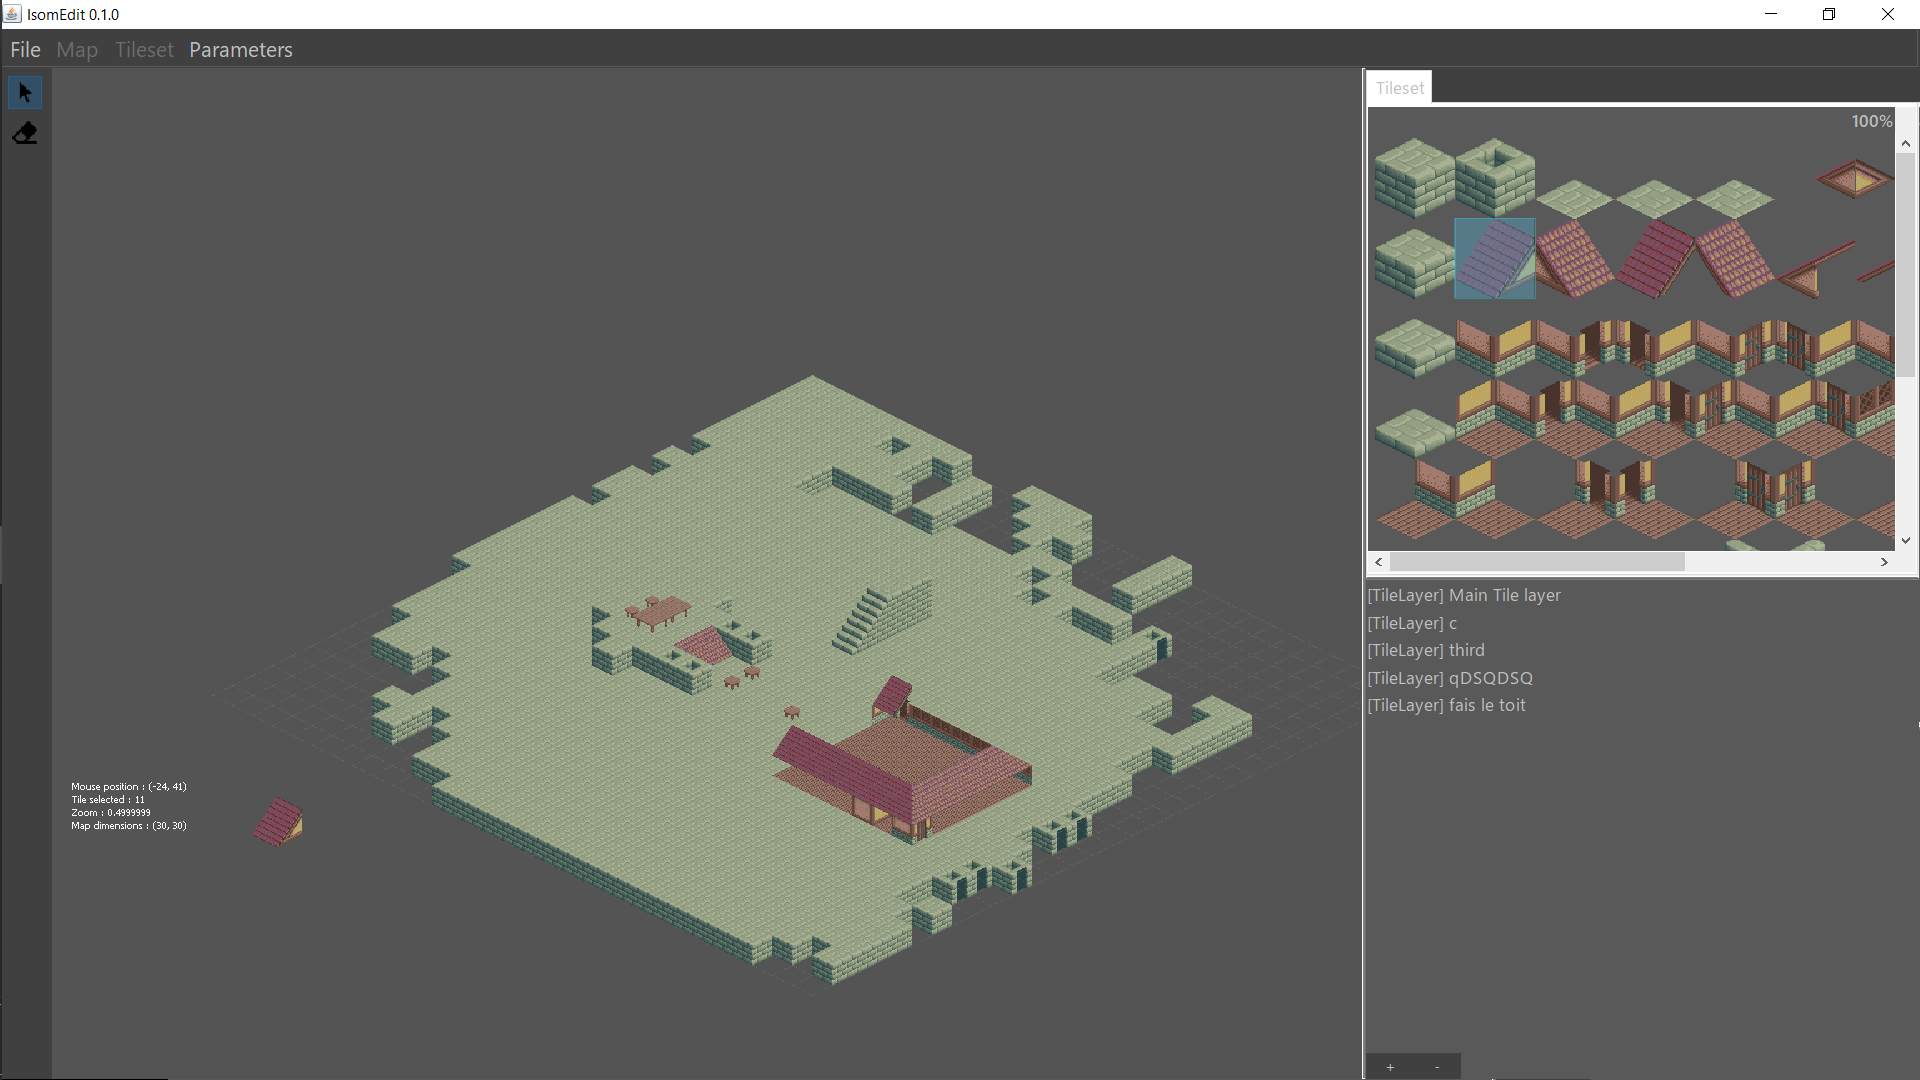 IsomEdit 0.1.0
File Map Tileset Parameters
Tileset
100%
Mouse position : (-24, 41)
Tile selected : 11
Zoom : 0.4999999
Map dimensions : (30, 30)
[TileLayer] Main Tile layer
[TileLayer] c
[TileLayer] third
[TileLayer] qDSQDSQ
[TileLayer] fais le toit
+ -